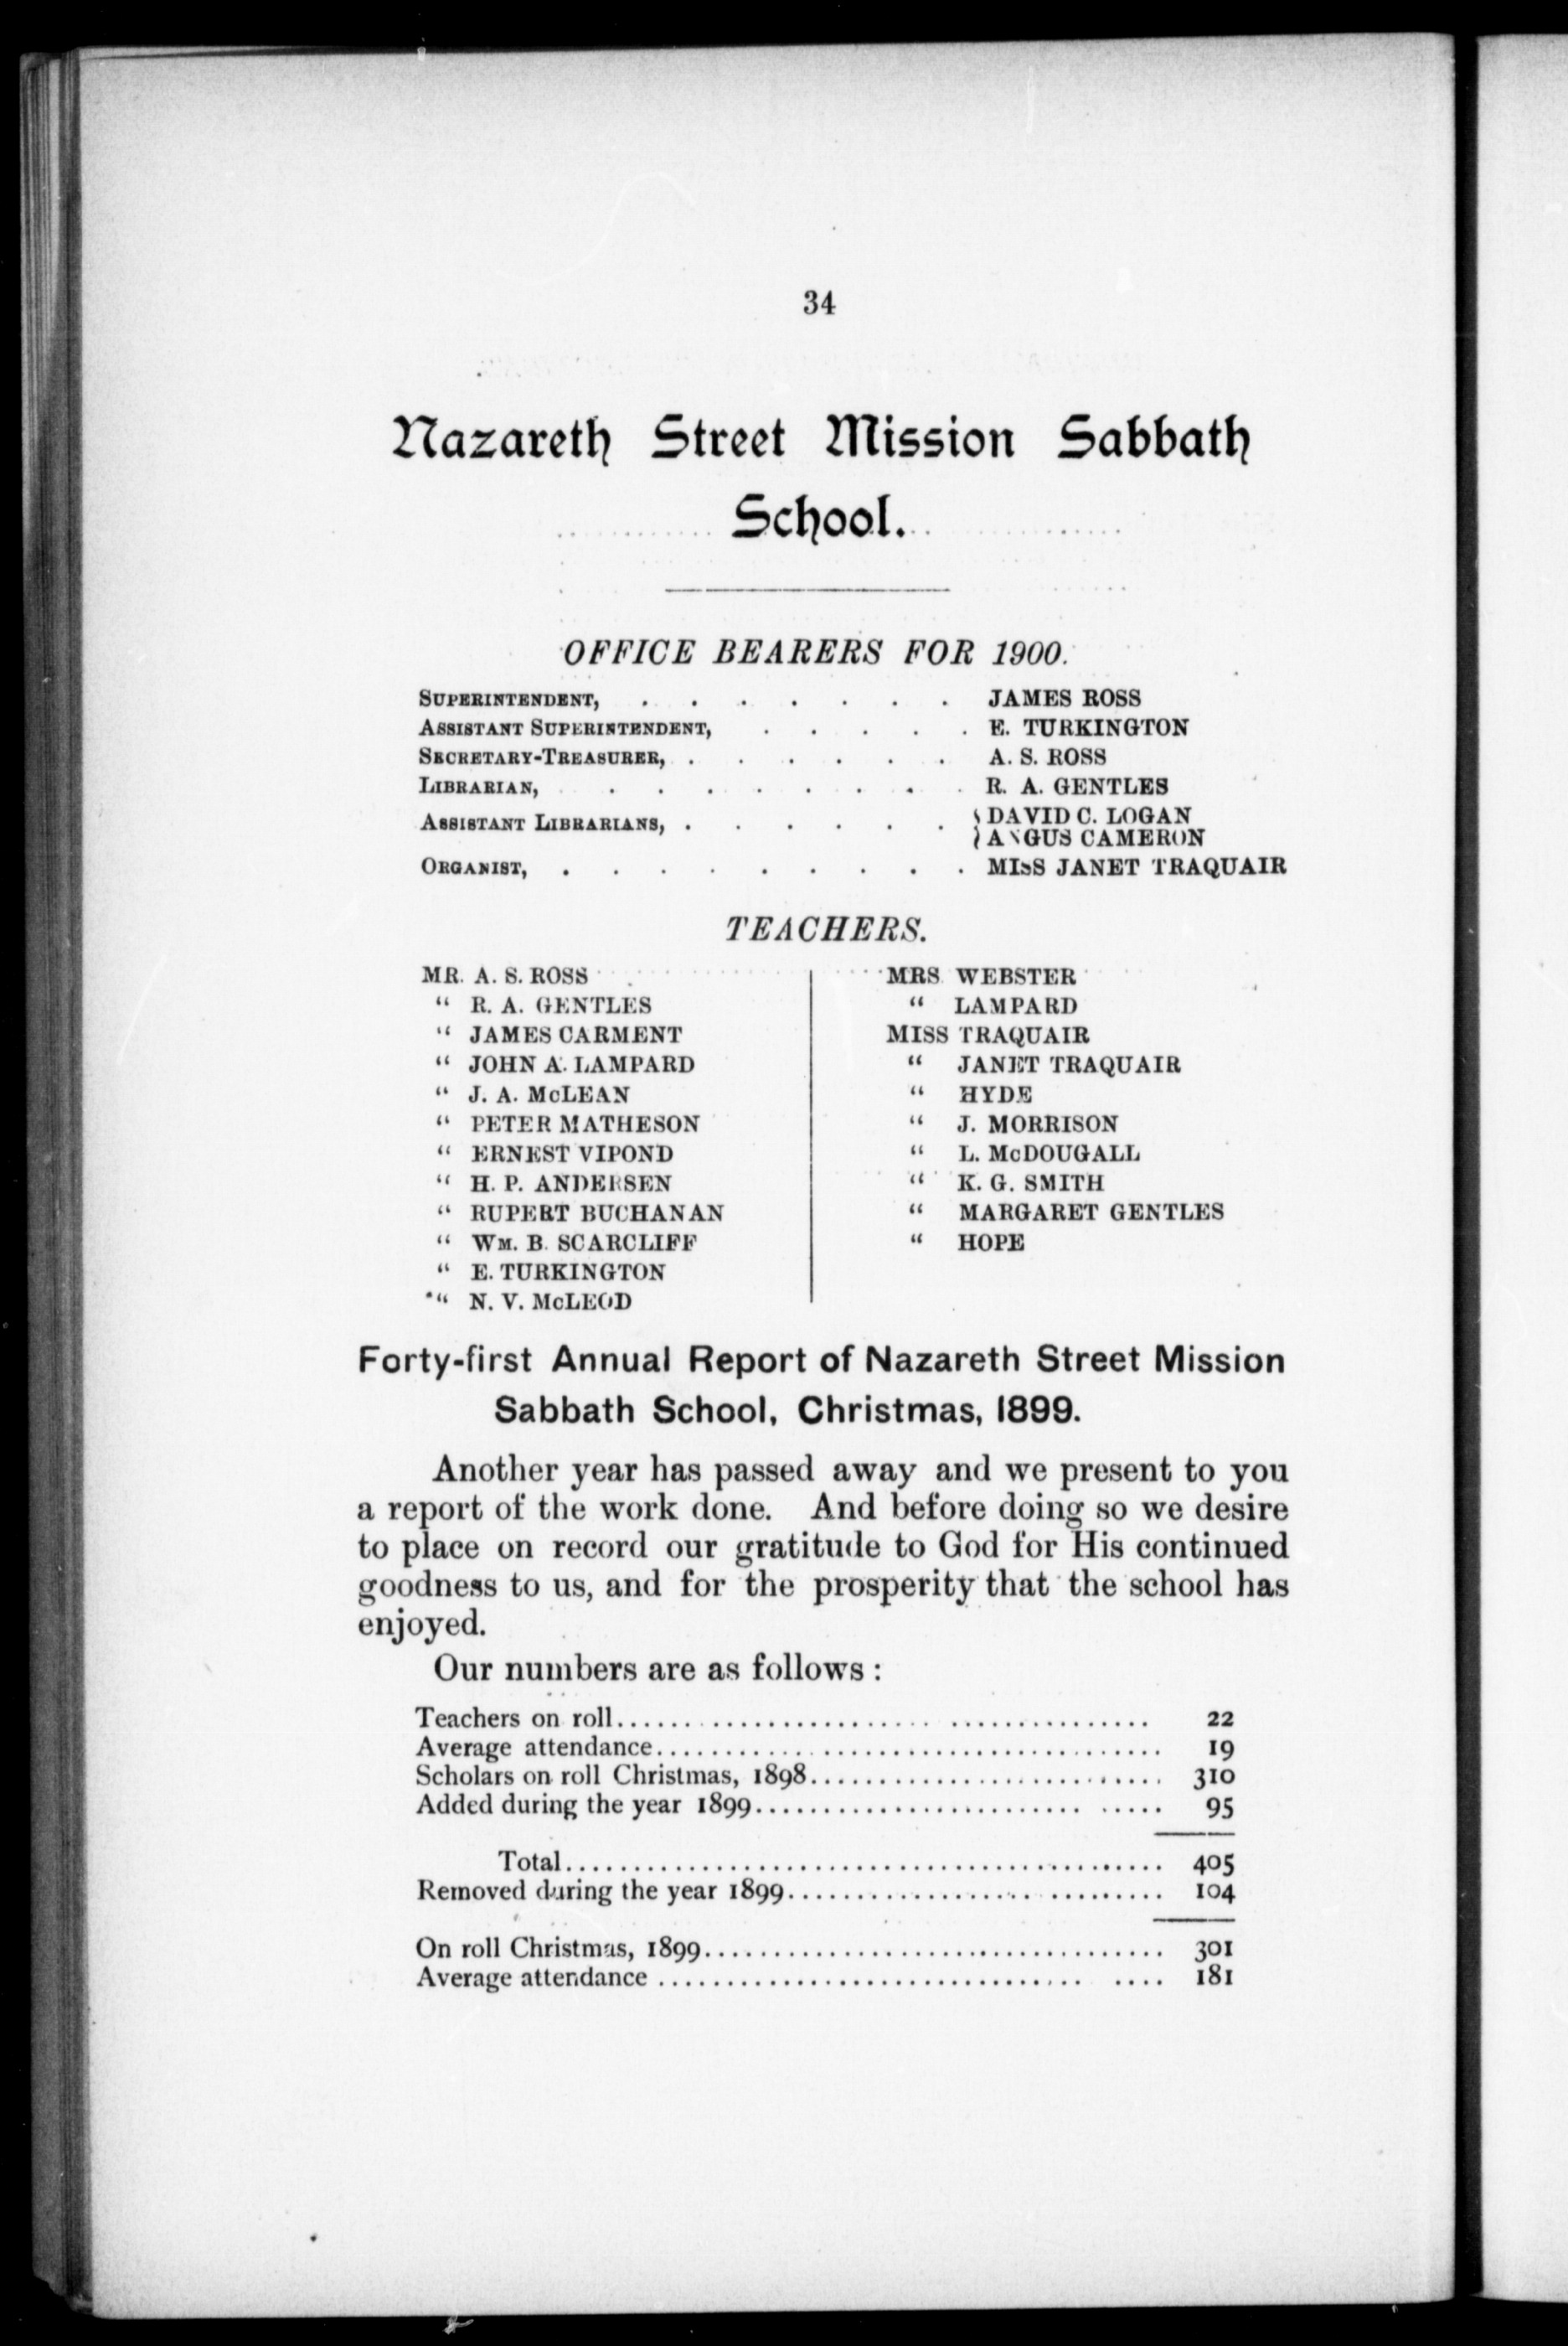 34
Nazareth Street Mission Sabbath
School.
OFFICE BEARERS FOR 1900.
SUPERINTENDENT, . . . . . . . JAMES ROSS
ASSISTANT SUPERINTENDENT, . . . . . E. TURKINGTON
SECRETARY-TREASURER, . . . . . . A. S. ROSS
LIBRARIAN, . . . . . . . . R. A. GENTLES
ASSISTANT LIBRARIANS, . . . . . . { DAVID C. LOGAN
ANGUS CAMERON
ORGANIST, . . . . . . . . . MISS JANET TRAQUAIR
TEACHERS.
MR. A. S. ROSS
“ R. A. GENTLES
“ JAMES CARMENT
“ JOHN A. LAMPARD
“ J. A. McLEAN
“ PETER MATHESON
“ ERNEST VIPOND
“ H. P. ANDERSEN
“ RUPERT BUCHANAN
“ WM. B. SCARCLIFF
“ E. TURKINGTON
“ N. V. McLEOD
MRS WEBSTER
“ LAMPARD
MISS TRAQUAIR
“ JANET TRAQUAIR
“ HYDE
“ J. MORRISON
“ L. McDOUGALL
“ K. G. SMITH
“ MARGARET GENTLES
“ HOPE
Forty-first Annual Report of Nazareth Street Mission
Sabbath School, Christmas, 1899.
Another year has passed away and we present to you
a report of the work done. And before doing so we desire
to place on record our gratitude to God for His continued
goodness to us, and for the prosperity that the school has
enjoyed.
Our numbers are as follows :
Teachers on roll........................................ 22
Average attendance..................................... 19
Scholars on roll Christmas, 1898.......................... 310
Added during the year 1899.............................. 95
Total............................................ 405
Removed during the year 1899............................ 104
On roll Christmas, 1899.................................. 301
Average attendance ..................................... 181